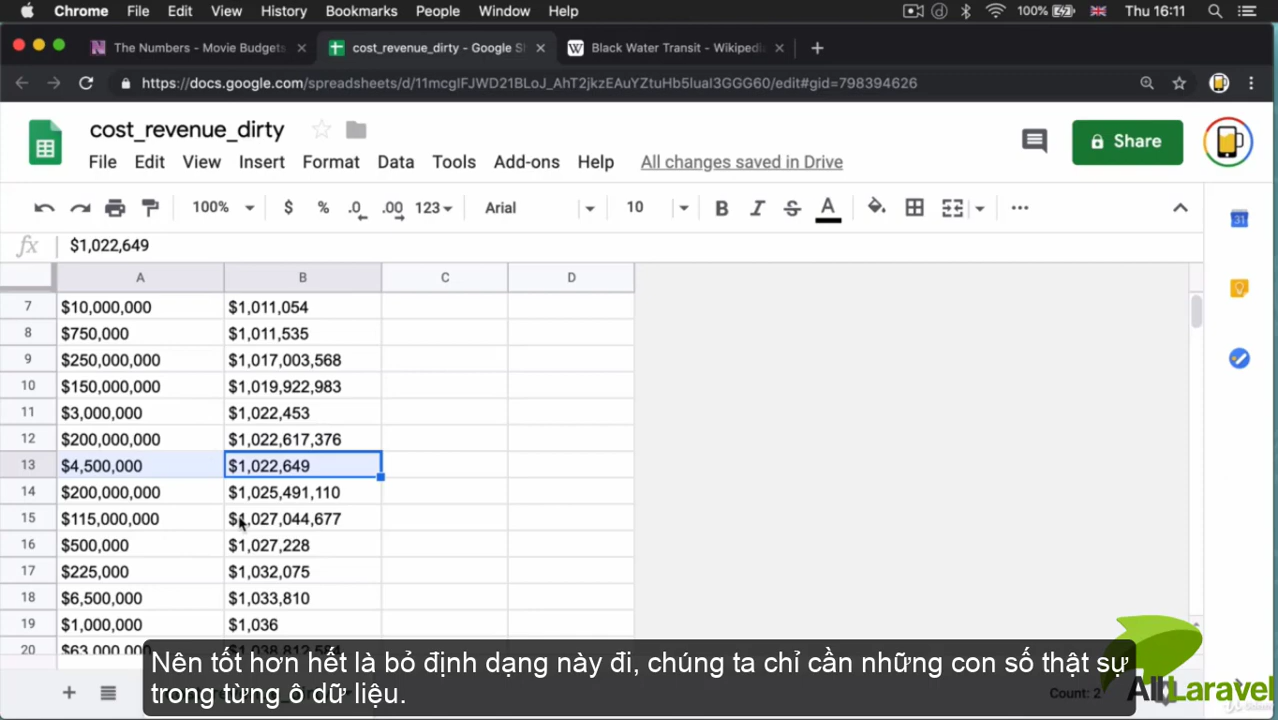 Chrome File Edit View History Bookmarks People Window Help 100% Thu 16:11
The Numbers - Movie Budgets
cost_revenue_dirty - Google Sh
Black Water Transit - Wikipedia
https://docs.google.com/spreadsheets/d/11mcgIFJWD21BLoJ_AhT2jkzEAuYZtuHb5luaI3GGG60/edit#gid=798394626
cost_revenue_dirty
File Edit View Insert Format Data Tools Add-ons Help All changes saved in Drive
Share
100% $ % .0 .00 123 Arial 10 B I S A
fx $1,022,649
A B C D
7 $10,000,000 $1,011,054
8 $750,000 $1,011,535
9 $250,000,000 $1,017,003,568
10 $150,000,000 $1,019,922,983
11 $3,000,000 $1,022,453
12 $200,000,000 $1,022,617,376
13 $4,500,000 $1,022,649
14 $200,000,000 $1,025,491,110
15 $115,000,000 $1,027,044,677
16 $500,000 $1,027,228
17 $225,000 $1,032,075
18 $6,500,000 $1,033,810
19 $1,000,000 $1,036
20 $63,000,000
Nên tốt hơn hết là bỏ định dạng này đi, chúng ta chỉ cần những con số thật sự
trong từng ô dữ liệu.
Count: 2
All Laravel